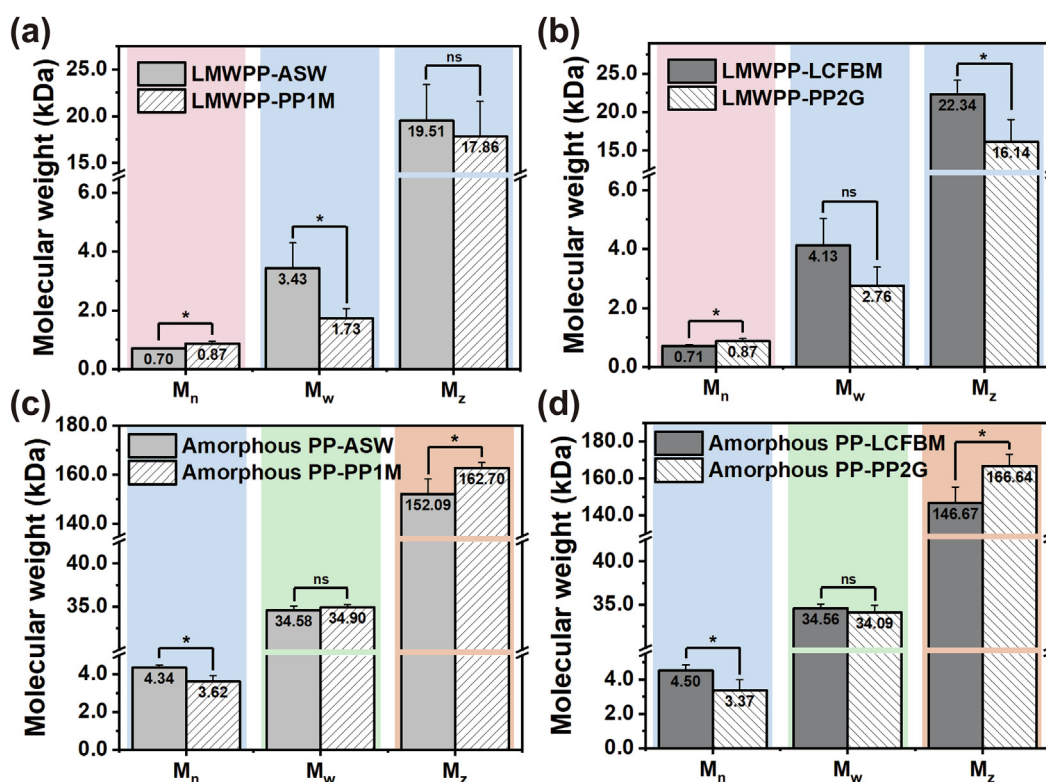 (a)
Molecular weight (kDa)
LMWPP-ASW
LMWPP-PP1M
20.0
15.0
6.0
4.0
2.0
0.0
*
*
ns
0.70
0.87
3.43
1.73
19.51
17.86
Mn
Mw
Mz
(b)
Molecular weight (kDa)
LMWPP-LCFBM
LMWPP-PP2G
25.0
20.0
15.0
6.0
4.0
2.0
0.0
*
ns
*
0.71
0.87
4.13
2.76
22.34
16.14
Mn
Mw
Mz
(c)
Molecular weight (kDa)
Amorphous PP-ASW
Amorphous PP-PP1M
180.0
160.0
140.0
35.0
4.0
2.0
0.0
*
ns
*
4.34
3.62
34.58
34.90
152.09
162.70
Mn
Mw
Mz
(d)
Molecular weight (kDa)
Amorphous PP-LCFBM
Amorphous PP-PP2G
180.0
160.0
140.0
35.0
4.0
2.0
0.0
*
ns
*
4.50
3.37
34.56
34.09
146.67
166.64
Mn
Mw
Mz